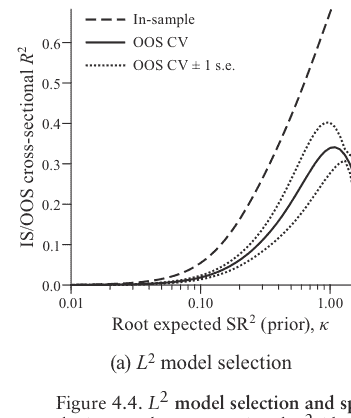 In-sample
OOS CV
OOS CV ± 1 s.e.
IS/OOS cross-sectional R²
0.6
0.5
0.4
0.3
0.2
0.1
0.0
0.01
0.10
1.00
Root expected SR² (prior), κ
(a) L² model selection
Figure 4.4. L² model selection and sp